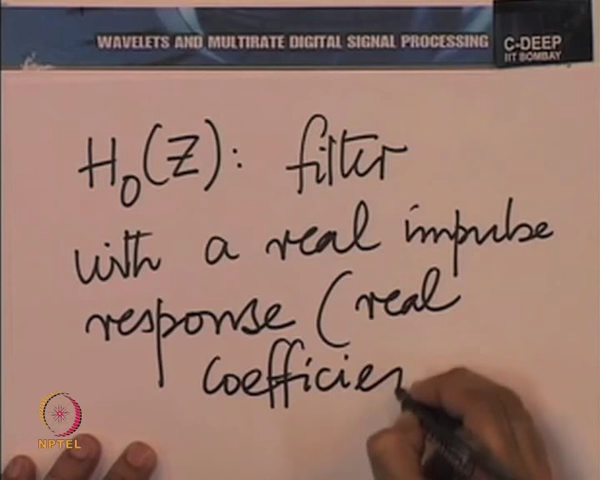 WAVELETS AND MULTIRATE DIGITAL SIGNAL PROCESSING
C-DEEP
IIT BOMBAY
H₀(Z): filter
with a real impulse
response (real
coefficien
NPTEL